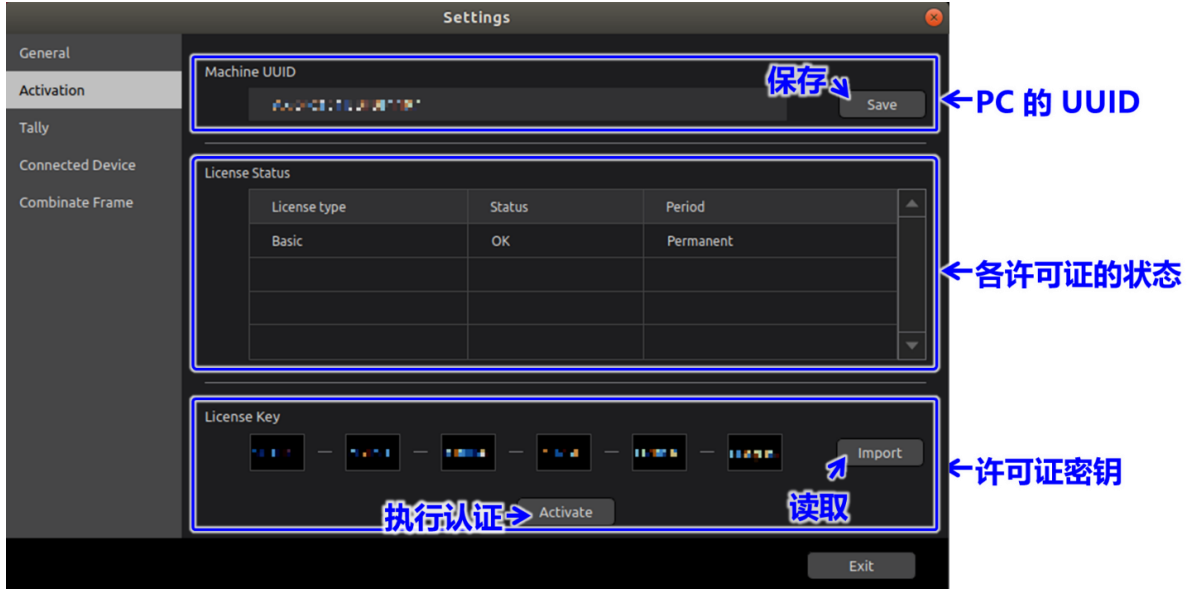 Settings
General
Activation
Tally
Connected Device
Combinate Frame
Machine UUID
保存
Save
PC 的 UUID
License Status
License type Status Period
Basic OK Permanent
各许可证的状态
License Key
Import
读取
许可证密钥
执行认证
Activate
Exit